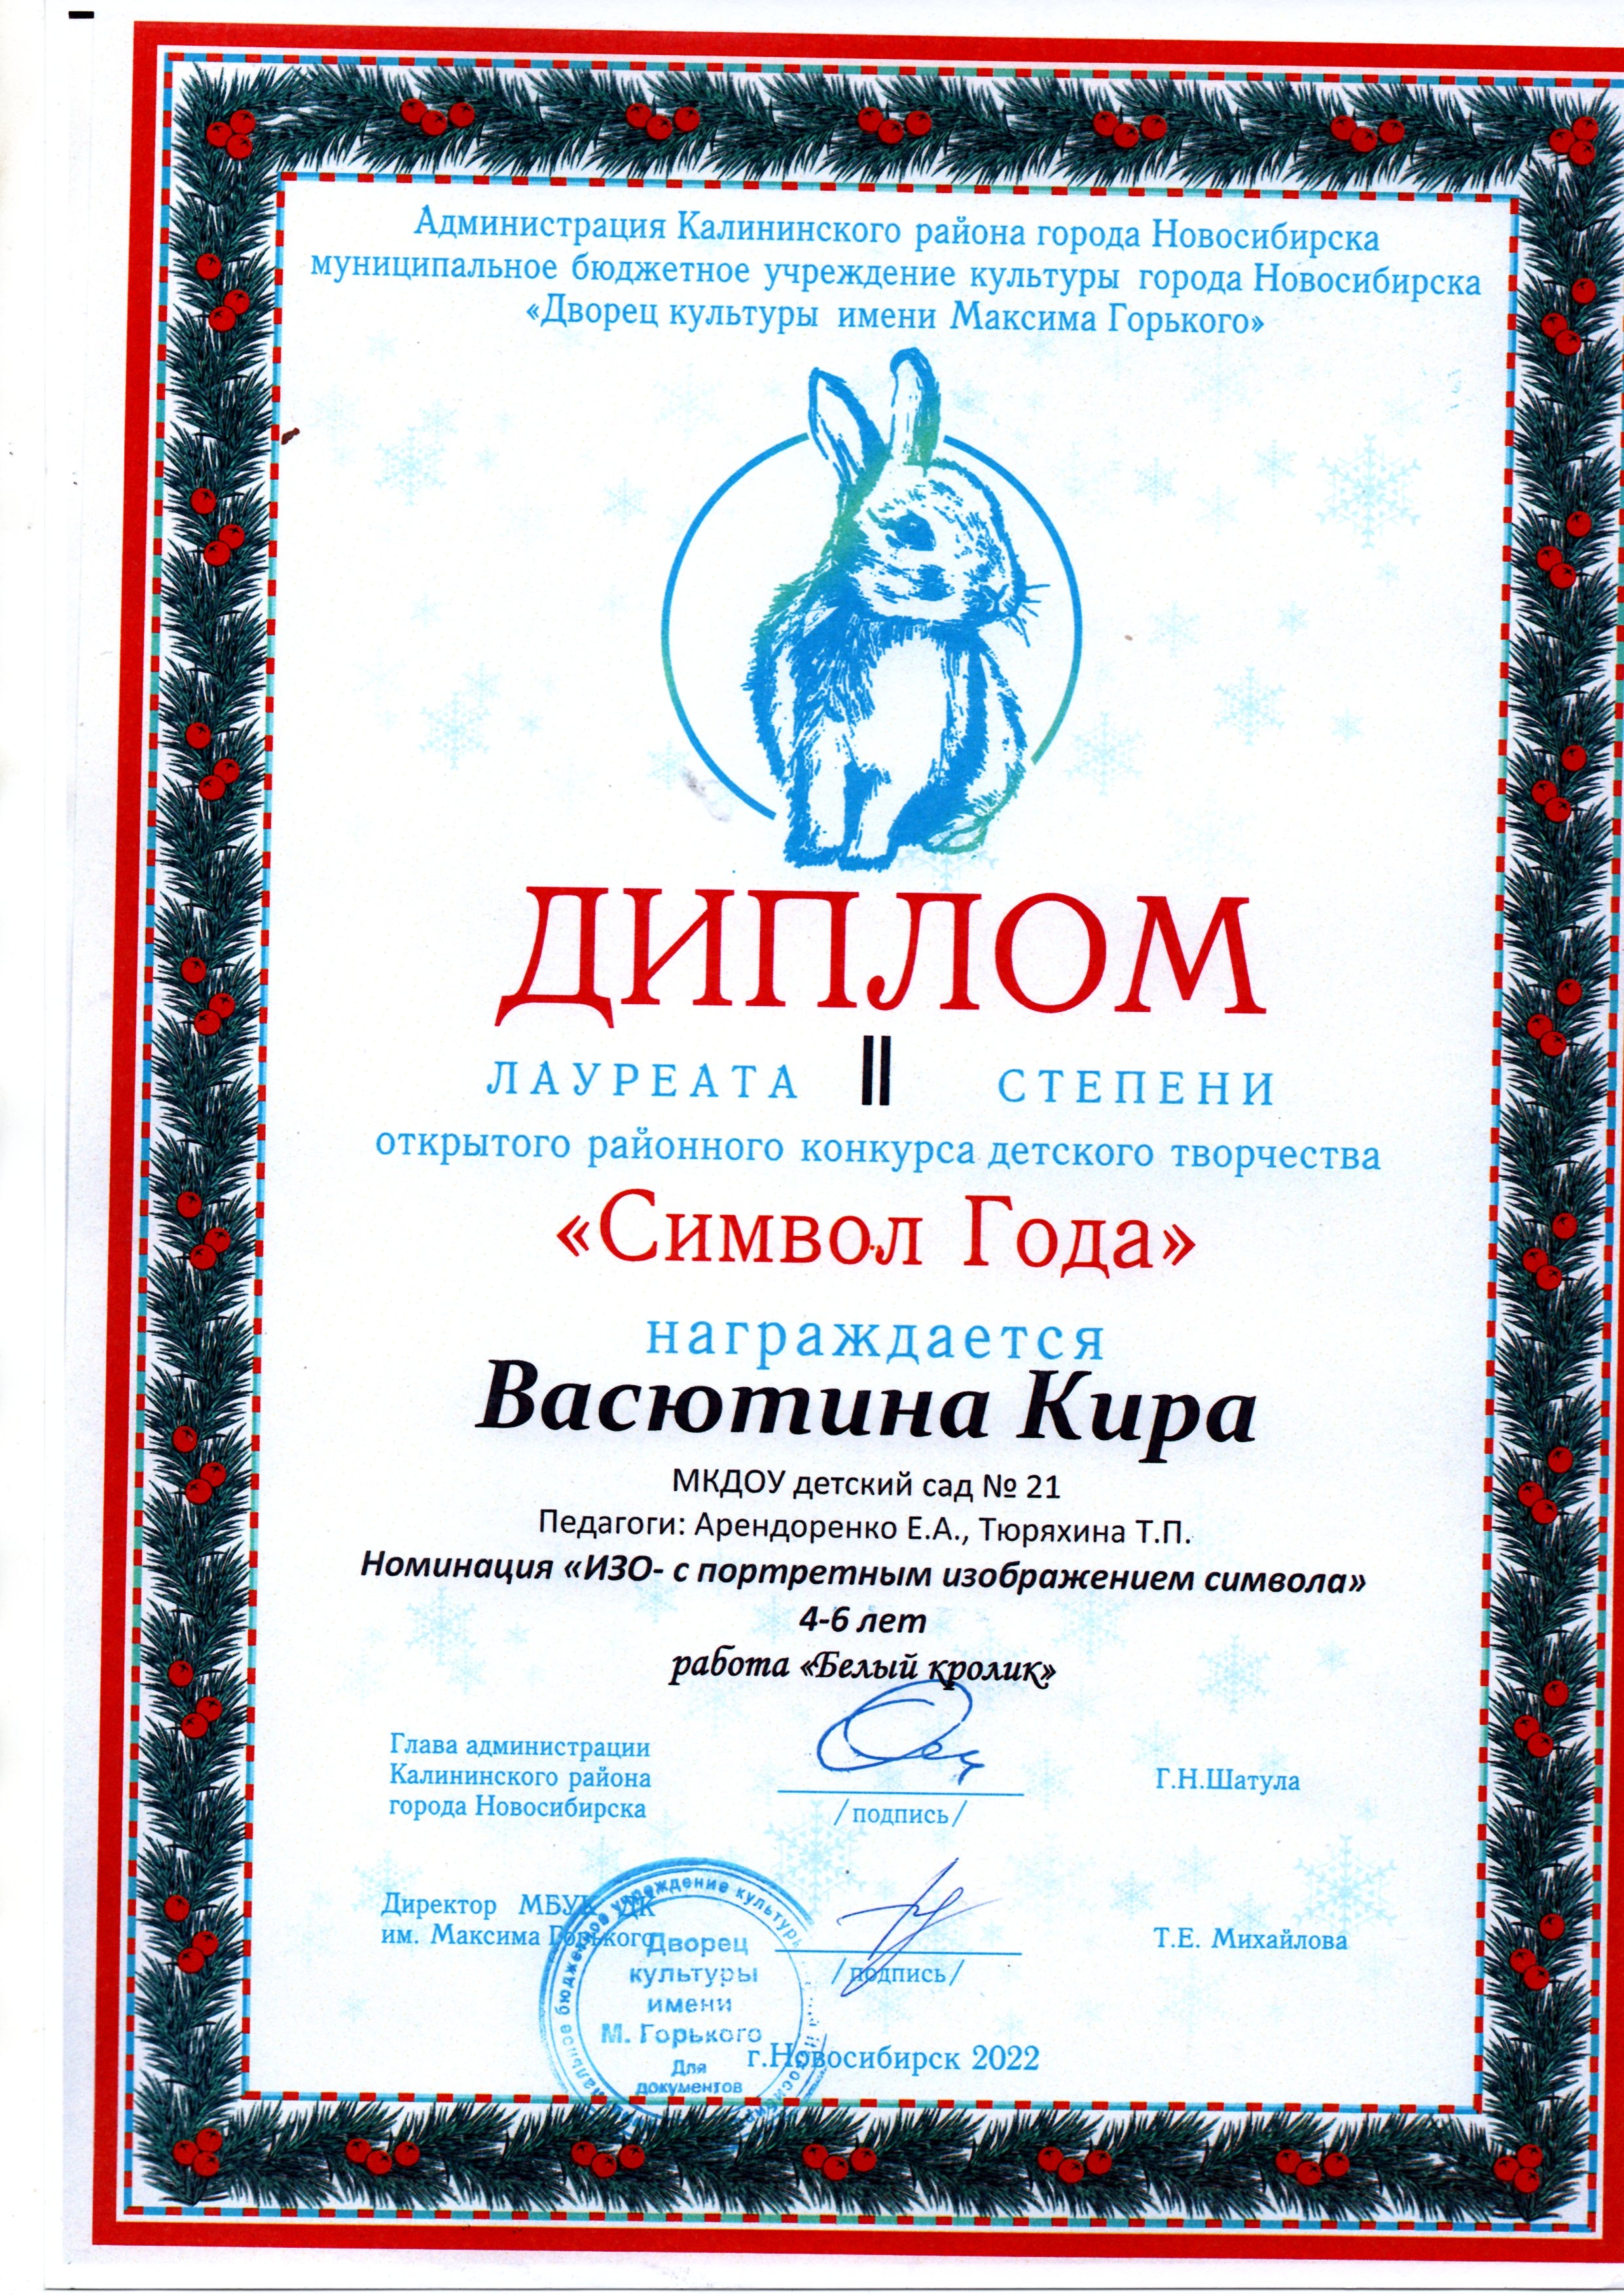 Администрация Калининского района города Новосибирска
муниципальное бюджетное учреждение культуры города Новосибирска
«Дворец культуры имени Максима Горького»
ДИПЛОМ
ЛАУРЕАТА II СТЕПЕНИ
открытого районного конкурса детского творчества
«Символ Года»
награждается
Васютина Кира
МКДОУ детский сад № 21
Педагоги: Арендоренко Е.А., Тюряхина Т.П.
Номинация «ИЗО- с портретным изображением символа»
4-6 лет
работа «Белый кролик»
Глава администрации
Калининского района
города Новосибирска
/подпись/
Г.Н.Шатула
Директор МБУК ДК
им. Максима Горького
/подпись/
Т.Е. Михайлова
бюджетное учреждение культуры
Дворец
культуры
имени
М. Горького
Для
документов
г.Новосибирск 2022